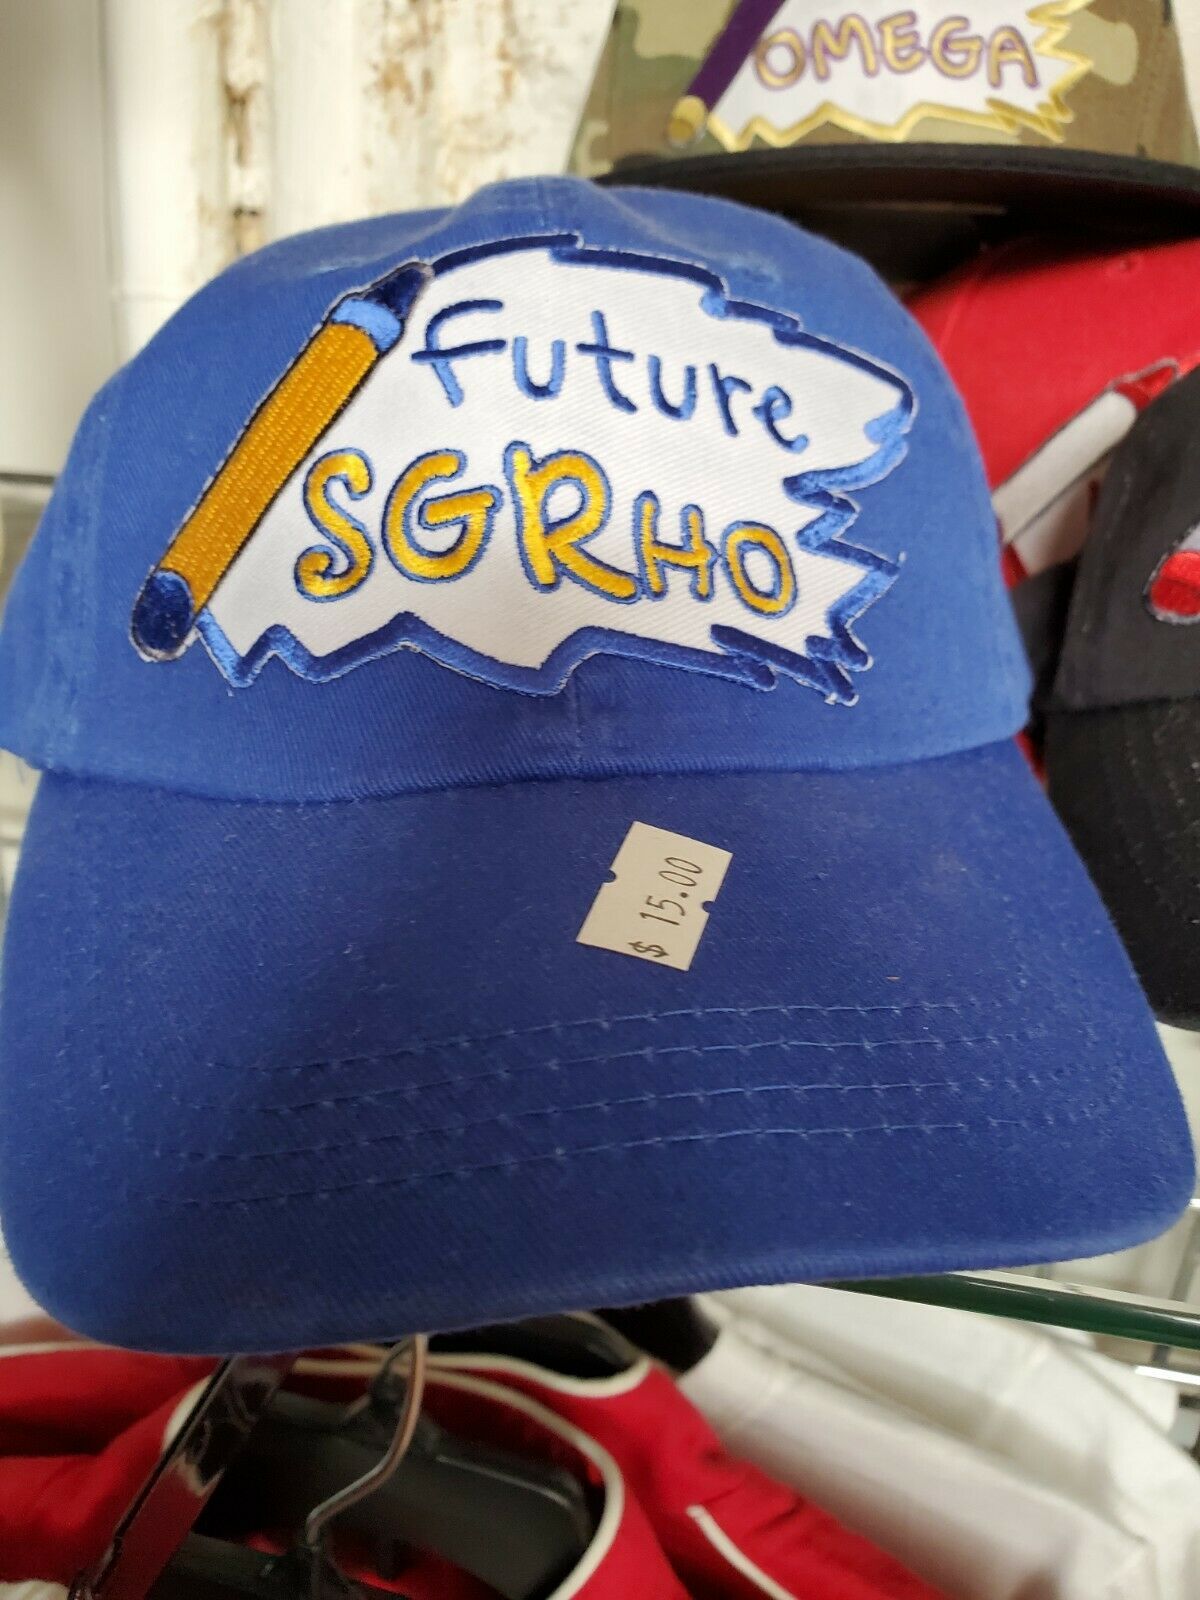 OMEGA
Future
SGRHO
$ 15.00